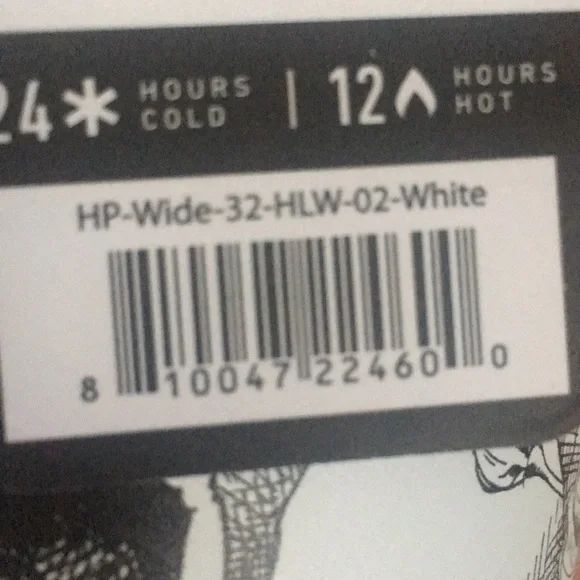 24 HOURS COLD | 12 HOURS HOT
HP-Wide-32-HLW-02-White
8 10047 22460 0